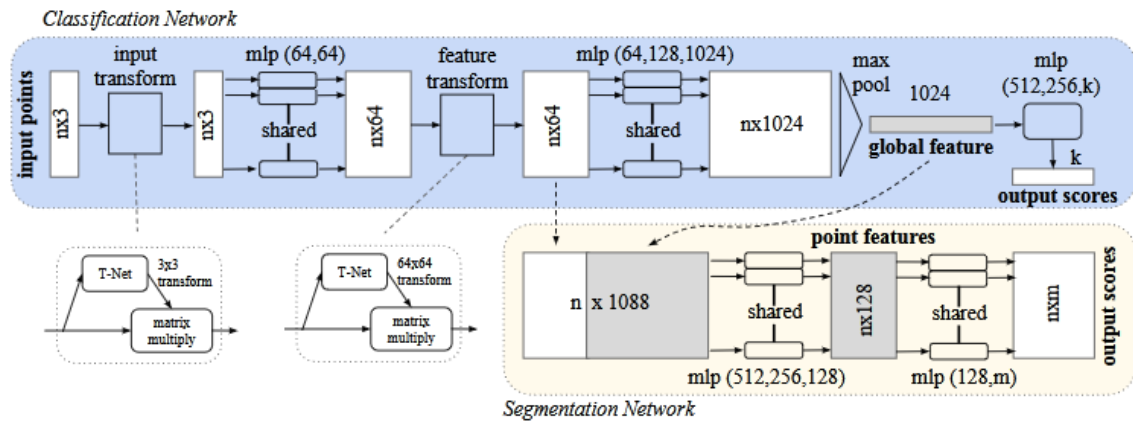 Classification Network
input points
nx3
input
transform
nx3
mlp (64,64)
shared
nx64
feature
transform
nx64
mlp (64,128,1024)
shared
nx1024
max
pool
1024
global feature
mlp
(512,256,k)
k
output scores
T-Net
3x3
transform
matrix
multiply
T-Net
64x64
transform
matrix
multiply
point features
n x 1088
shared
mlp (512,256,128)
nx128
shared
mlp (128,m)
nxm
output scores
Segmentation Network